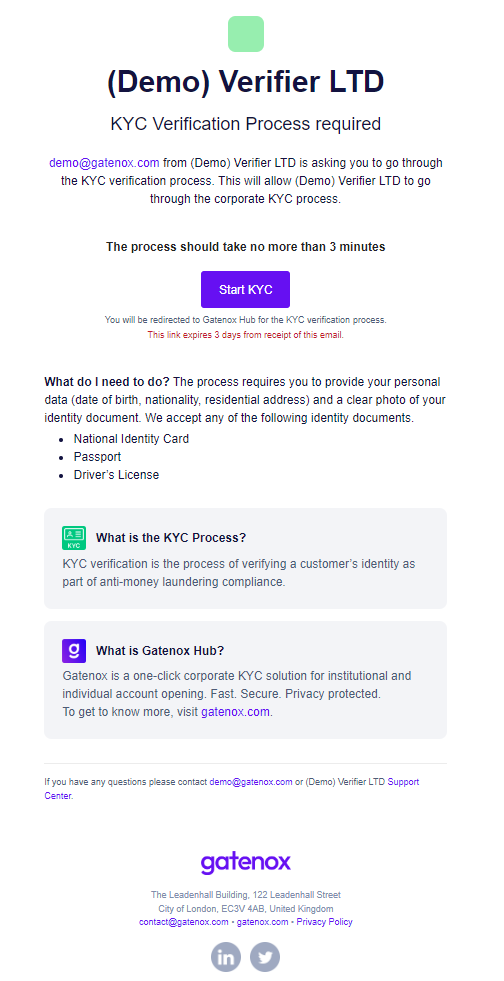 (Demo) Verifier LTD
KYC Verification Process required
demo@gatenox.com from (Demo) Verifier LTD is asking you to go through
the KYC verification process. This will allow (Demo) Verifier LTD to go
through the corporate KYC process.
The process should take no more than 3 minutes
Start KYC
You will be redirected to Gatenox Hub for the KYC verification process.
This link expires 3 days from receipt of this email.
What do I need to do? The process requires you to provide your personal
data (date of birth, nationality, residential address) and a clear photo of your
identity document. We accept any of the following identity documents.
• National Identity Card
• Passport
• Driver’s License
KYC
What is the KYC Process?
KYC verification is the process of verifying a customer’s identity as
part of anti-money laundering compliance.
g
What is Gatenox Hub?
Gatenox is a one-click corporate KYC solution for institutional and
individual account opening. Fast. Secure. Privacy protected.
To get to know more, visit gatenox.com.
If you have any questions please contact demo@gatenox.com or (Demo) Verifier LTD Support
Center.
gatenox
The Leadenhall Building, 122 Leadenhall Street
City of London, EC3V 4AB, United Kingdom
contact@gatenox.com • gatenox.com • Privacy Policy
in